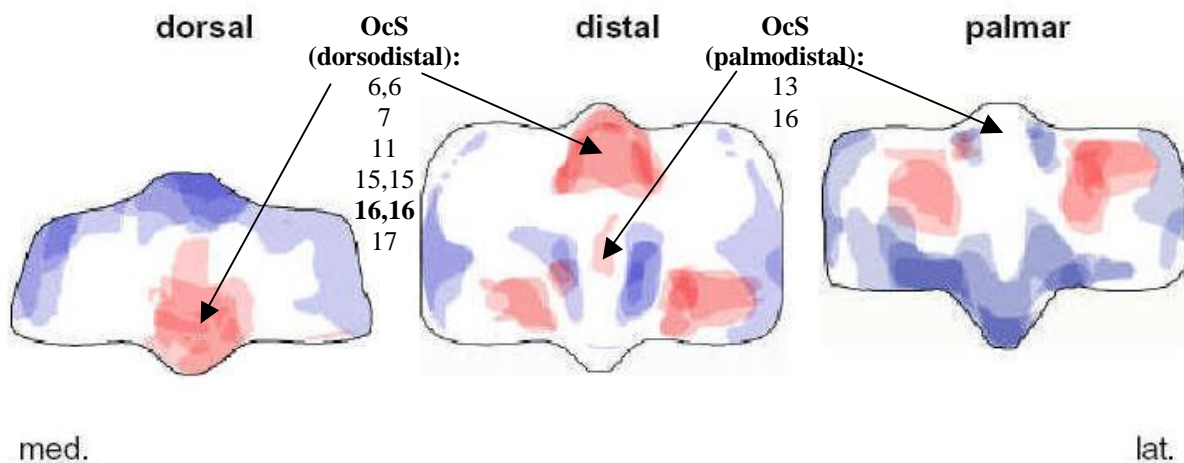 dorsal
OcS
(dorsodistal):
6,6
7
11
15,15
16,16
17
distal
OcS
(palmodistal):
13
16
palmar
med.
lat.